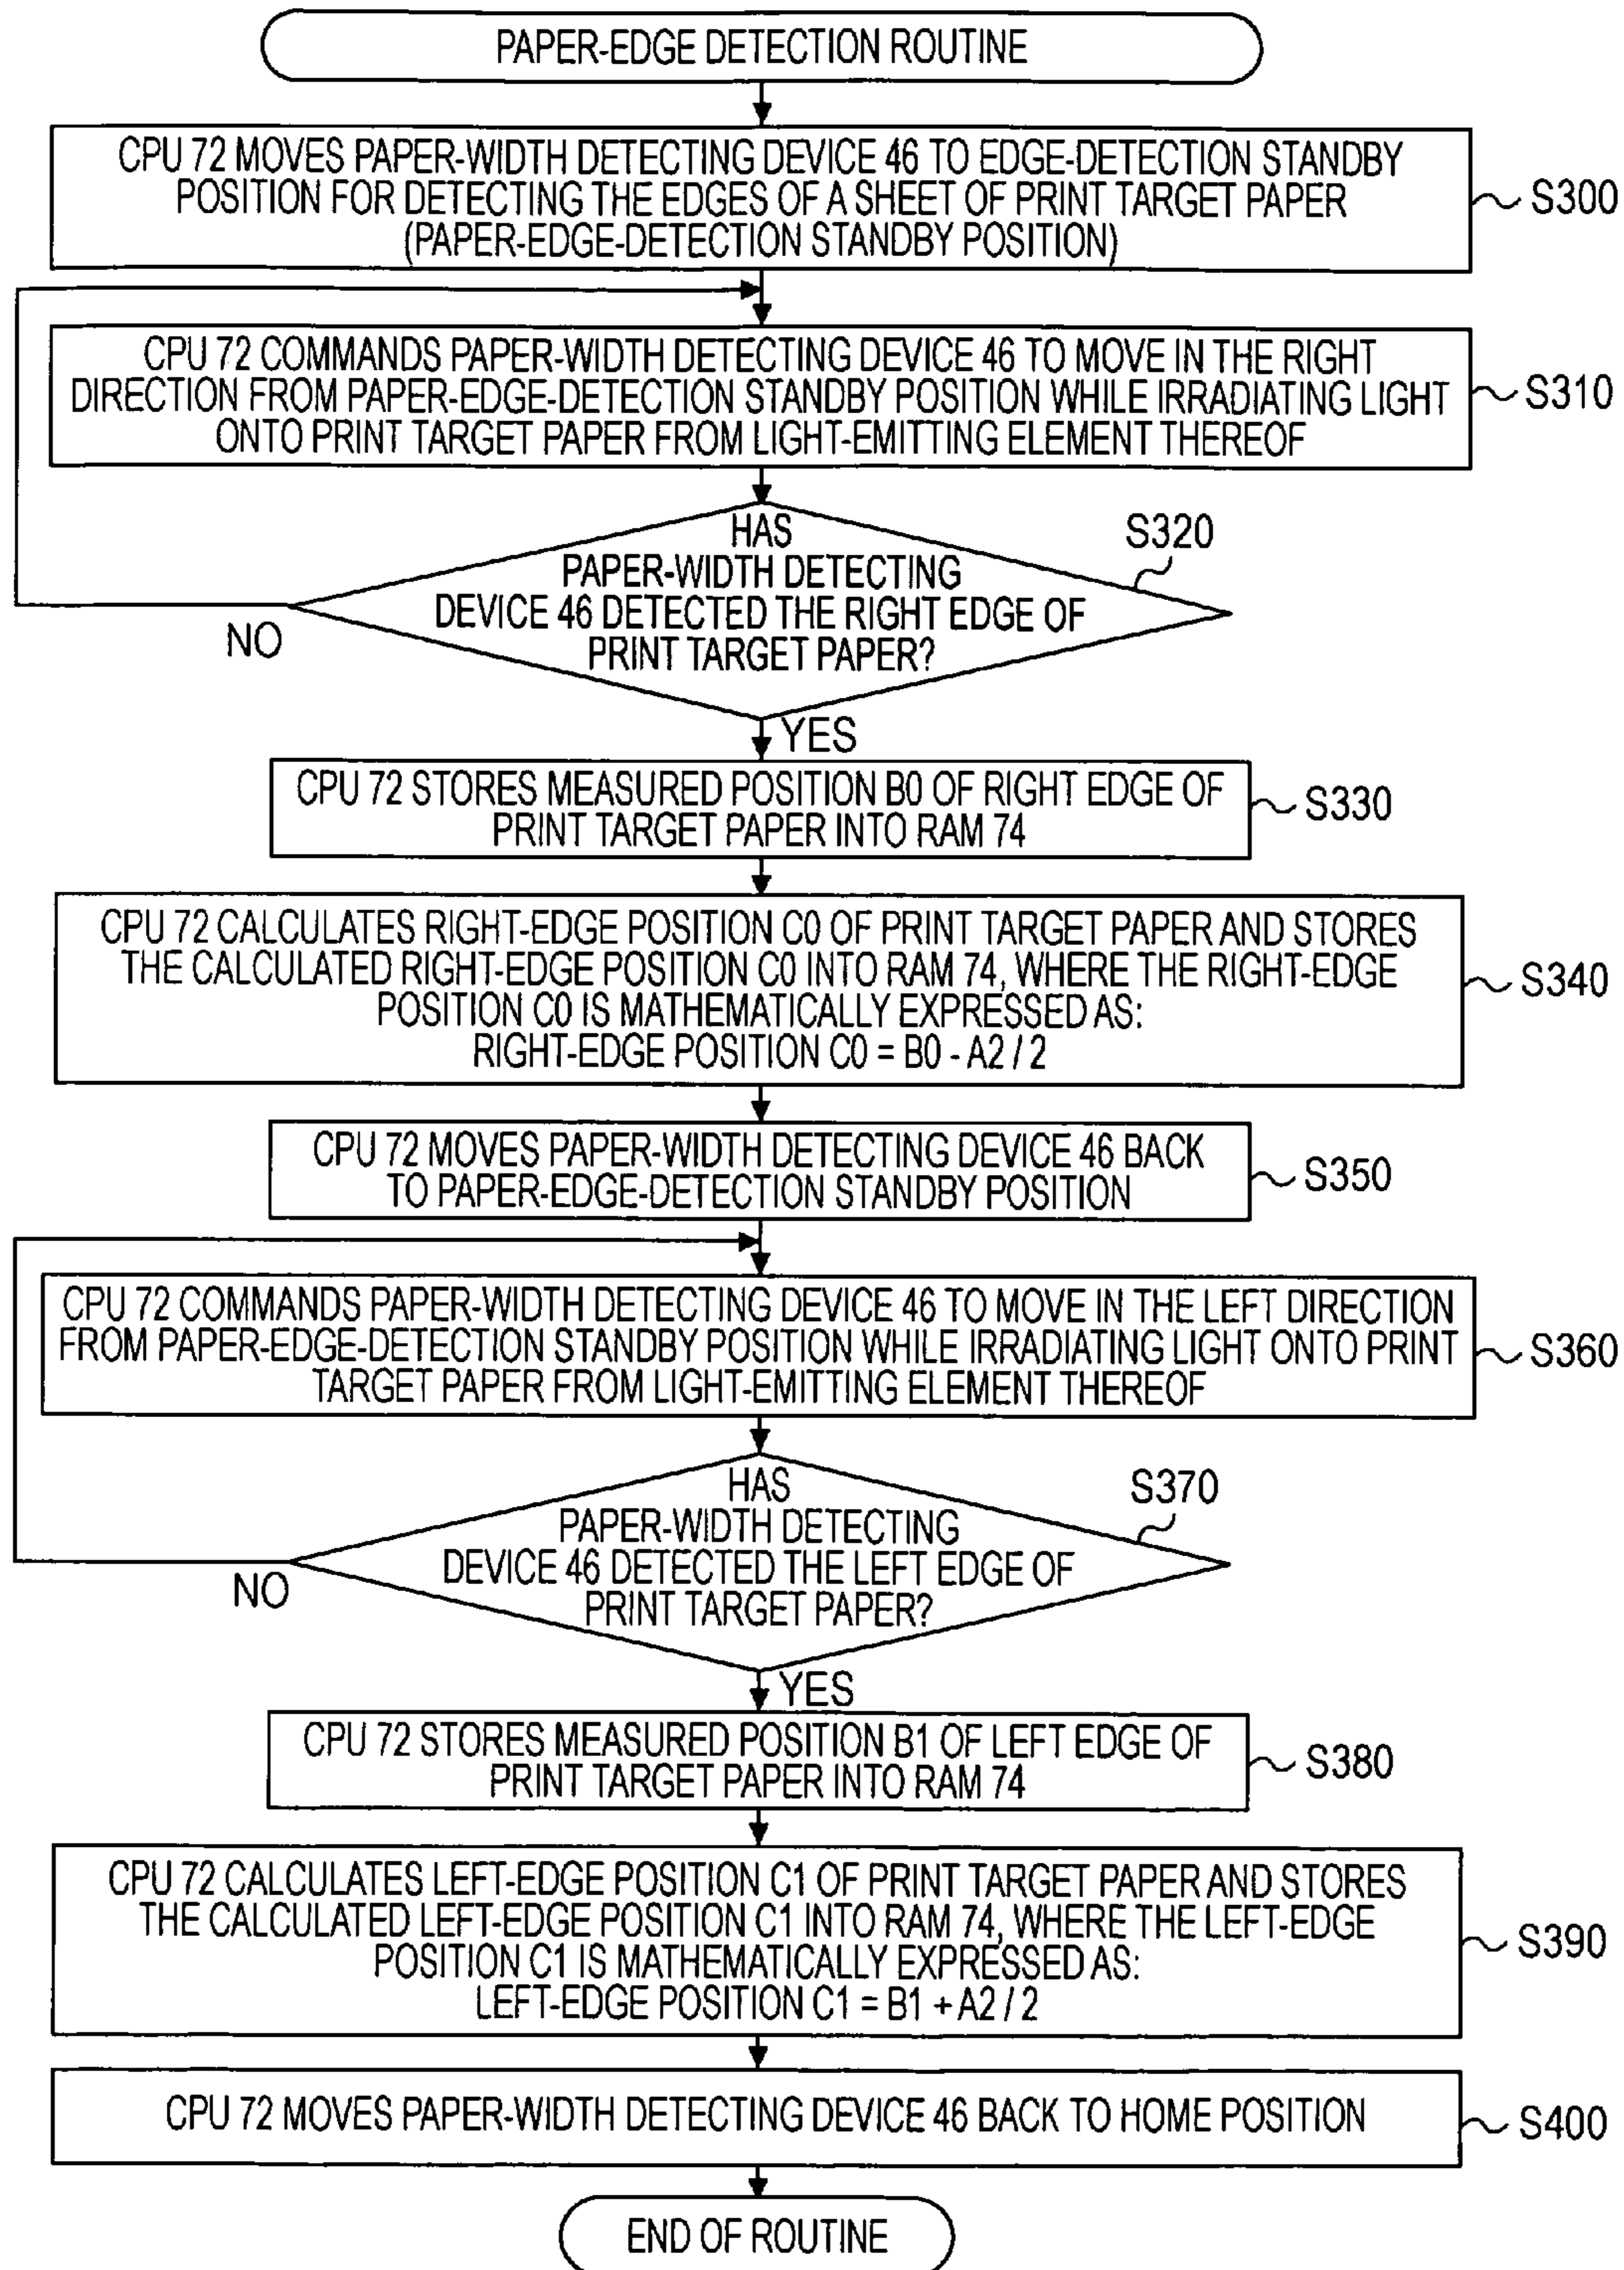 PAPER-EDGE DETECTION ROUTINE
CPU 72 MOVES PAPER-WIDTH DETECTING DEVICE 46 TO EDGE-DETECTION STANDBY
POSITION FOR DETECTING THE EDGES OF A SHEET OF PRINT TARGET PAPER
(PAPER-EDGE-DETECTION STANDBY POSITION)
S300
CPU 72 COMMANDS PAPER-WIDTH DETECTING DEVICE 46 TO MOVE IN THE RIGHT
DIRECTION FROM PAPER-EDGE-DETECTION STANDBY POSITION WHILE IRRADIATING LIGHT
ONTO PRINT TARGET PAPER FROM LIGHT-EMITTING ELEMENT THEREOF
S310
HAS
PAPER-WIDTH DETECTING
DEVICE 46 DETECTED THE RIGHT EDGE OF
PRINT TARGET PAPER?
S320
NO
YES
CPU 72 STORES MEASURED POSITION B0 OF RIGHT EDGE OF
PRINT TARGET PAPER INTO RAM 74
S330
CPU 72 CALCULATES RIGHT-EDGE POSITION C0 OF PRINT TARGET PAPER AND STORES
THE CALCULATED RIGHT-EDGE POSITION C0 INTO RAM 74, WHERE THE RIGHT-EDGE
POSITION C0 IS MATHEMATICALLY EXPRESSED AS:
RIGHT-EDGE POSITION C0 = B0 - A2 / 2
S340
CPU 72 MOVES PAPER-WIDTH DETECTING DEVICE 46 BACK
TO PAPER-EDGE-DETECTION STANDBY POSITION
S350
CPU 72 COMMANDS PAPER-WIDTH DETECTING DEVICE 46 TO MOVE IN THE LEFT DIRECTION
FROM PAPER-EDGE-DETECTION STANDBY POSITION WHILE IRRADIATING LIGHT ONTO PRINT
TARGET PAPER FROM LIGHT-EMITTING ELEMENT THEREOF
S360
HAS
PAPER-WIDTH DETECTING
DEVICE 46 DETECTED THE LEFT EDGE OF
PRINT TARGET PAPER?
S370
NO
YES
CPU 72 STORES MEASURED POSITION B1 OF LEFT EDGE OF
PRINT TARGET PAPER INTO RAM 74
S380
CPU 72 CALCULATES LEFT-EDGE POSITION C1 OF PRINT TARGET PAPER AND STORES
THE CALCULATED LEFT-EDGE POSITION C1 INTO RAM 74, WHERE THE LEFT-EDGE
POSITION C1 IS MATHEMATICALLY EXPRESSED AS:
LEFT-EDGE POSITION C1 = B1 + A2 / 2
S390
CPU 72 MOVES PAPER-WIDTH DETECTING DEVICE 46 BACK TO HOME POSITION
S400
END OF ROUTINE